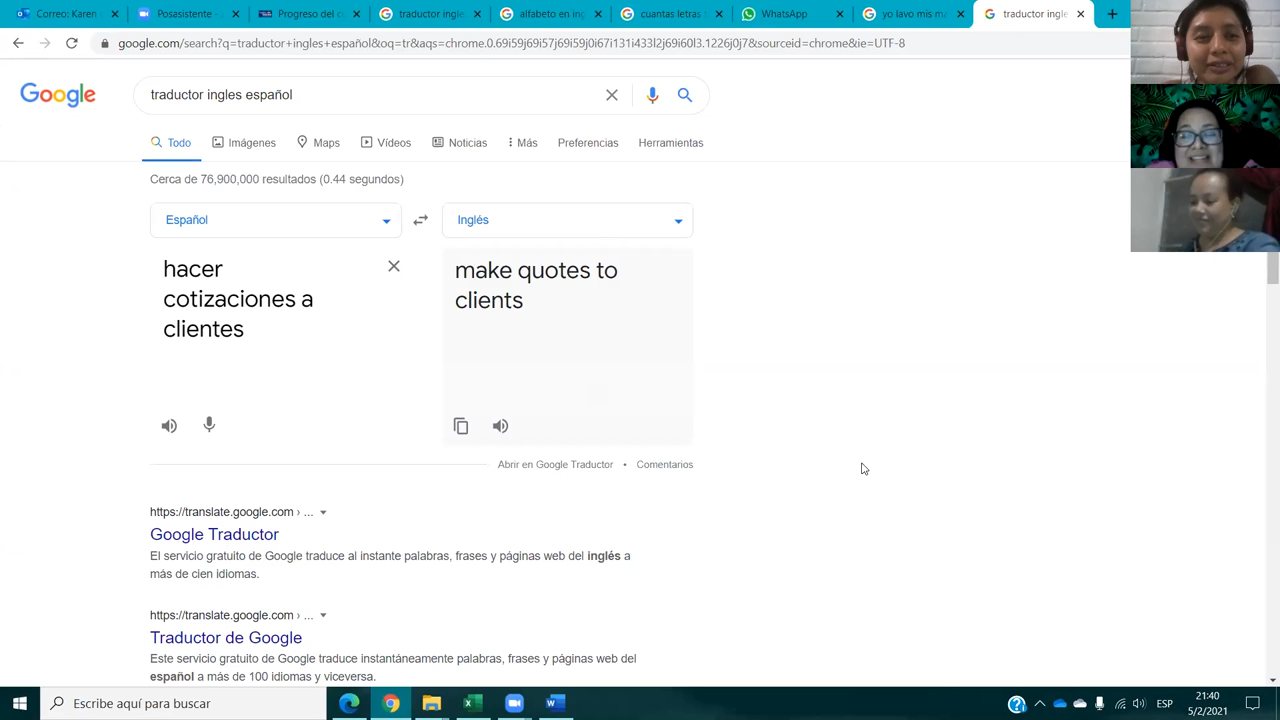 Correo: Karen
Posasistente -
Progreso del c
traductor ingle
alfabeto en ing
cuantas letras
WhatsApp
yo lavo mis ma
traductor ingle
google.com/search?q=traductor+ingles+español&oq=tr&aqs=chrome.0.69i59j69i57j69i59j0i67i131i433l2j69i60l3.1226j0j7&sourceid=chrome&ie=UTF-8
Google
traductor ingles español
Todo
Imágenes
Maps
Vídeos
Noticias
Más
Preferencias
Herramientas
Cerca de 76,900,000 resultados (0.44 segundos)
Español
Inglés
hacer
cotizaciones a
clientes
make quotes to
clients
Abrir en Google Traductor • Comentarios
https://translate.google.com › ...
Google Traductor
El servicio gratuito de Google traduce al instante palabras, frases y páginas web del inglés a
más de cien idiomas.
https://translate.google.com › ...
Traductor de Google
Este servicio gratuito de Google traduce instantáneamente palabras, frases y páginas web del
español a más de 100 idiomas y viceversa.
Escribe aquí para buscar
ESP
21:40
5/2/2021